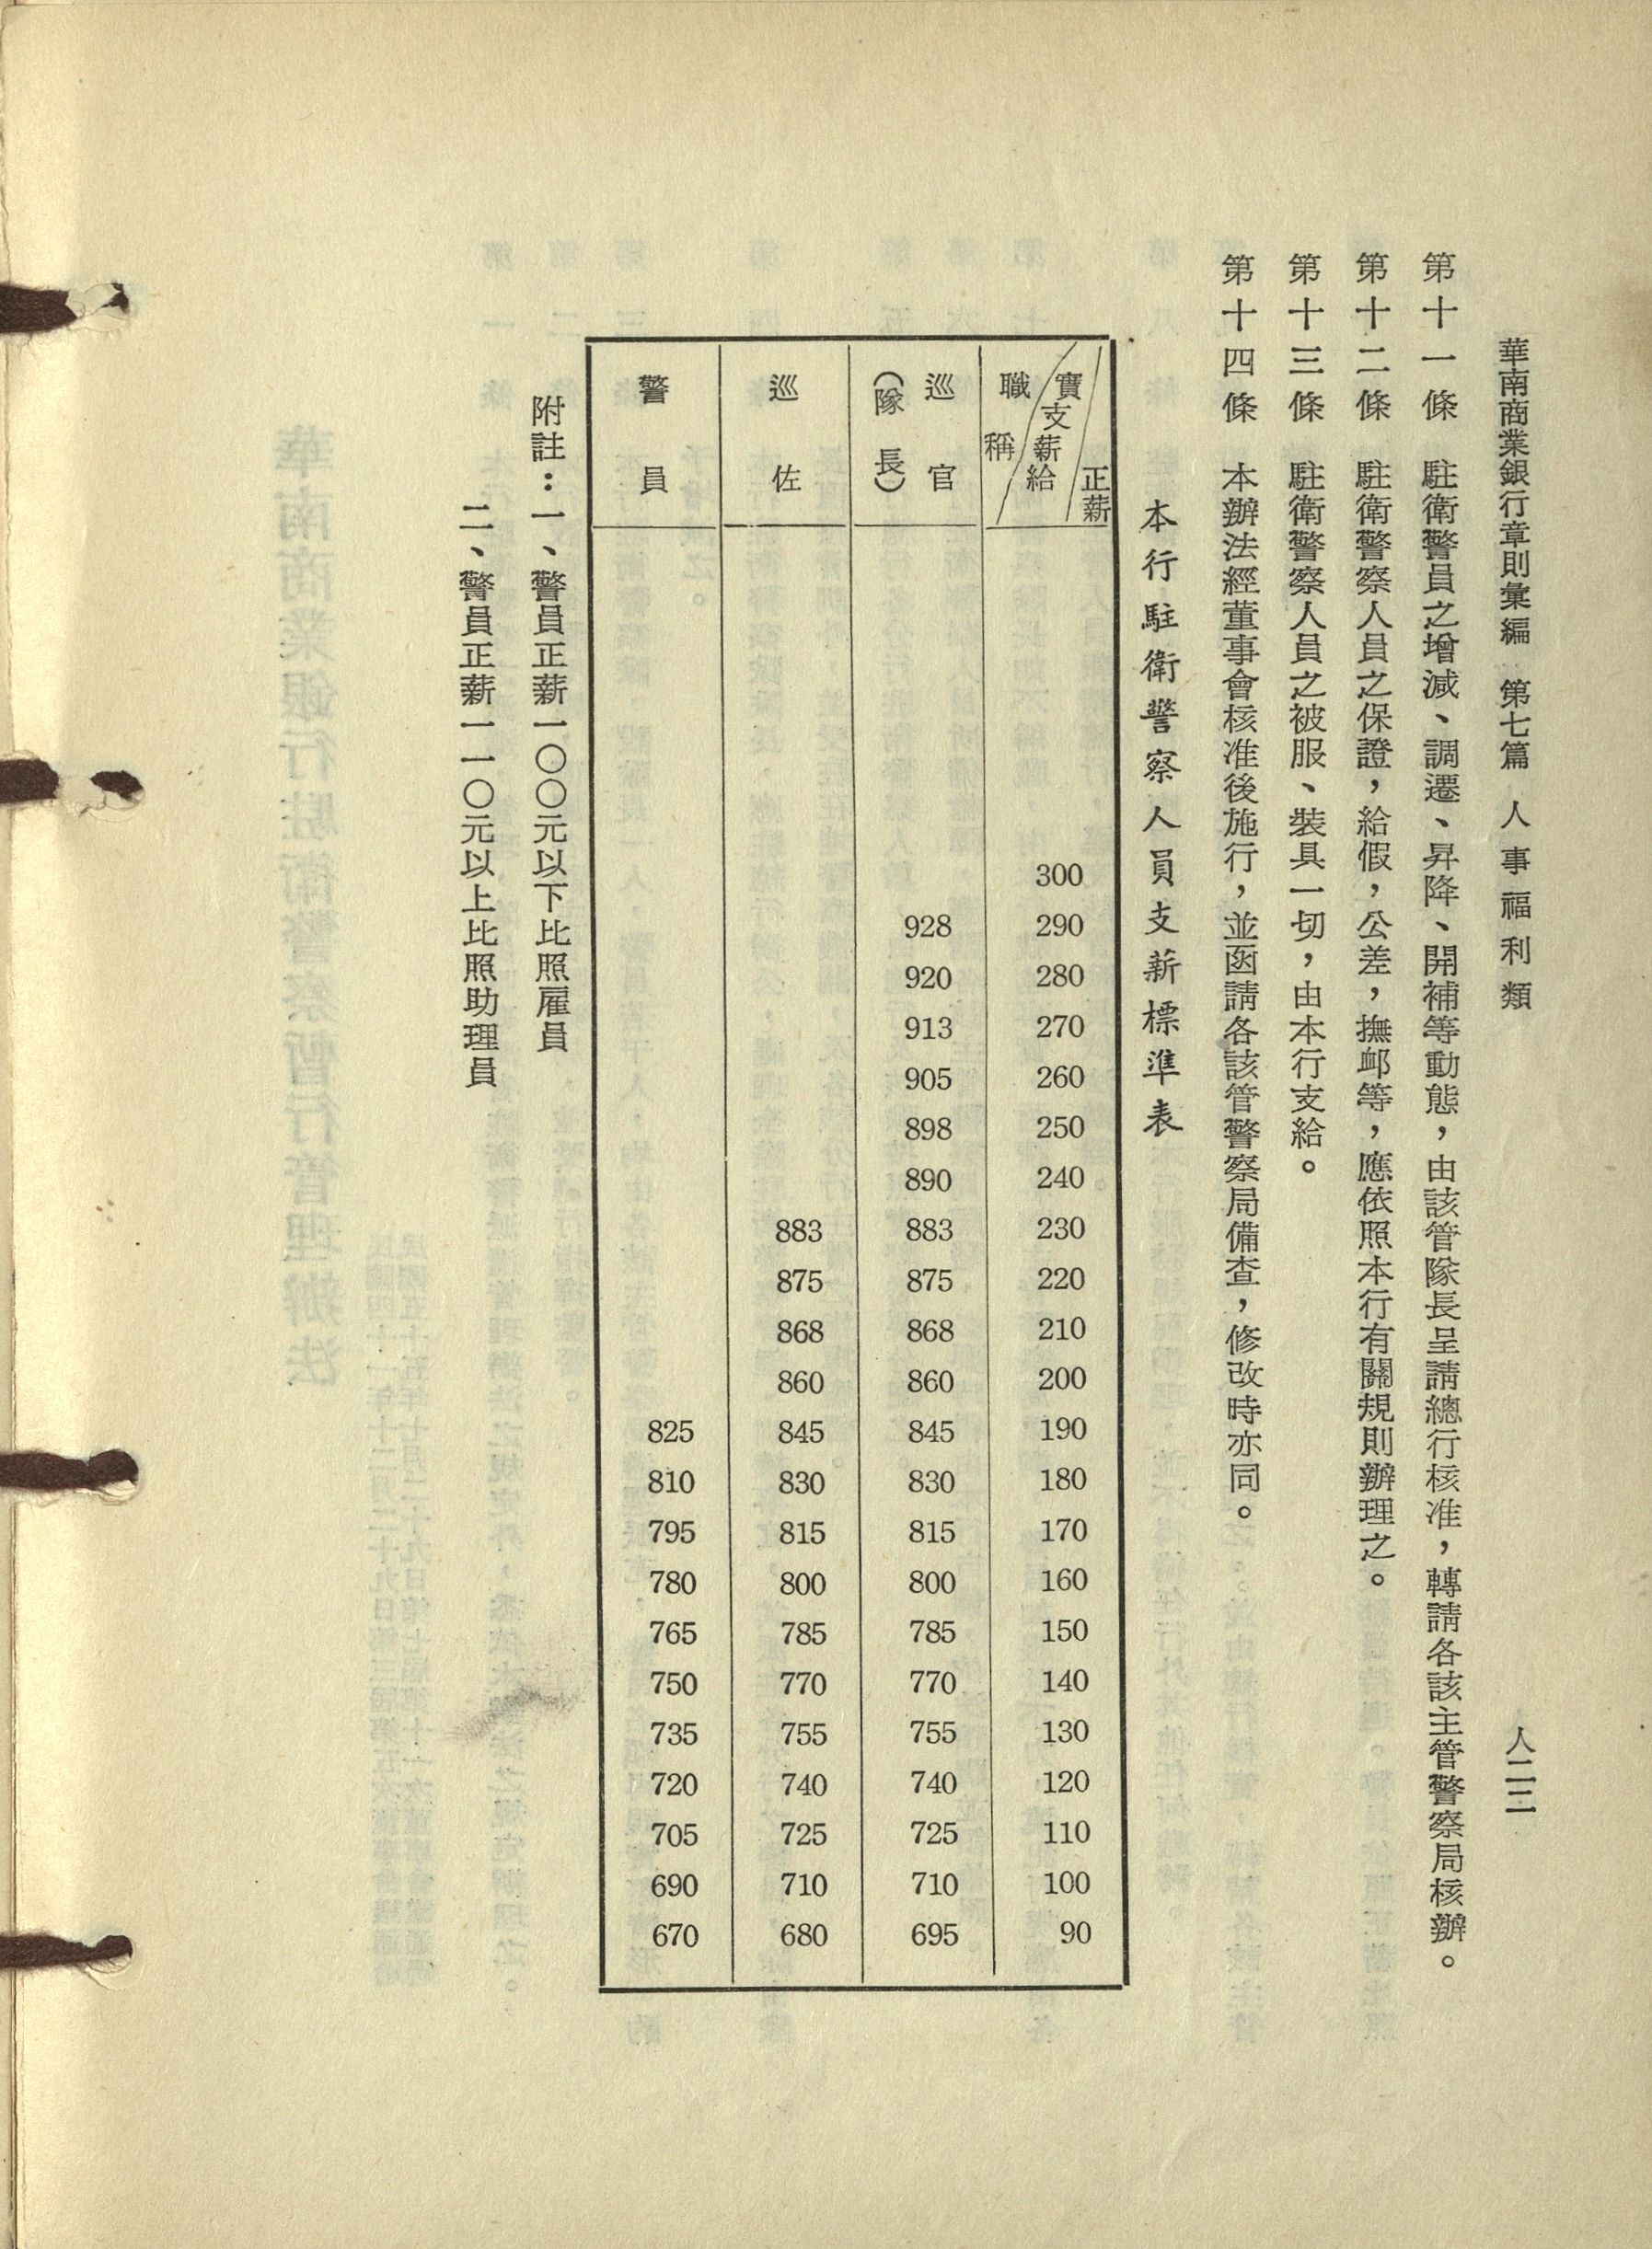 華南商業銀行章則彙編 第七篇 人事福利類
人二二
第十一條 駐衛警員之增減、調遷、昇降、開補等動態，由該管隊長呈請總行核准，轉請各該主管警察局核辦。
第十二條 駐衛警察人員之保證，給假，公差，撫卹等，應依照本行有關規則辦理之。
第十三條 駐衛警察人員之被服、裝具一切，由本行支給。
第十四條 本辦法經董事會核准後施行，並函請各該管警察局備查，修改時亦同。
本行駐衛警察人員支薪標準表
正薪 實支薪給 職稱
巡官（隊長）
巡佐
警員
300
290 928
280 920
270 913
260 905
250 898
240 890
230 883 883
220 875 875
210 868 868
200 860 860
190 845 845 825
180 830 830 810
170 815 815 795
160 800 800 780
150 785 785 765
140 770 770 750
130 755 755 735
120 740 740 720
110 725 725 705
100 710 710 690
90 695 680 670
附註：一、警員正薪一〇〇元以下比照雇員
二、警員正薪一一〇元以上比照助理員